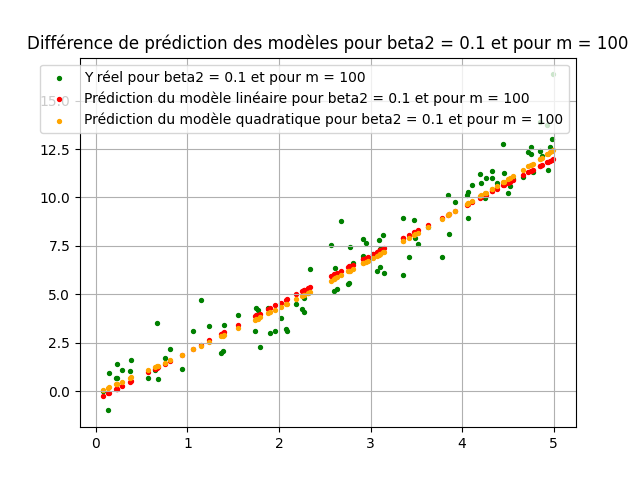 Différence de prédiction des modèles pour beta2 = 0.1 et pour m = 100
Y réel pour beta2 = 0.1 et pour m = 100
Prédiction du modèle linéaire pour beta2 = 0.1 et pour m = 100
Prédiction du modèle quadratique pour beta2 = 0.1 et pour m = 100
15.0
12.5
10.0
7.5
5.0
2.5
0.0
0 1 2 3 4 5